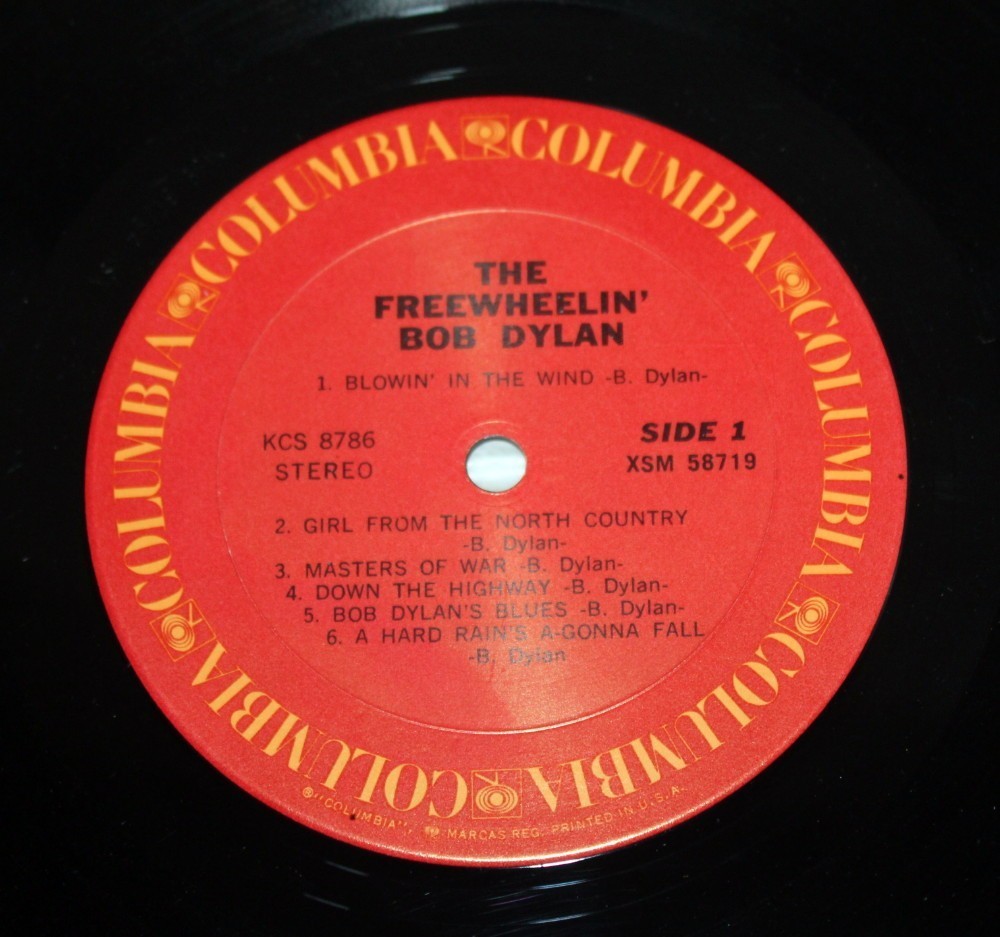 COLUMBIA COLUMBIA COLUMBIA COLUMBIA COLUMBIA COLUMBIA
THE
FREEWHEELIN'
BOB DYLAN
1. BLOWIN' IN THE WIND -B. Dylan-
KCS 8786
STEREO
SIDE 1
XSM 58719
2. GIRL FROM THE NORTH COUNTRY
-B. Dylan-
3. MASTERS OF WAR -B. Dylan-
4. DOWN THE HIGHWAY -B. Dylan-
5. BOB DYLAN'S BLUES -B. Dylan-
6. A HARD RAIN'S A-GONNA FALL
-B. Dylan
®"COLUMBIA", MARCAS REG. PRINTED IN U.S.A.